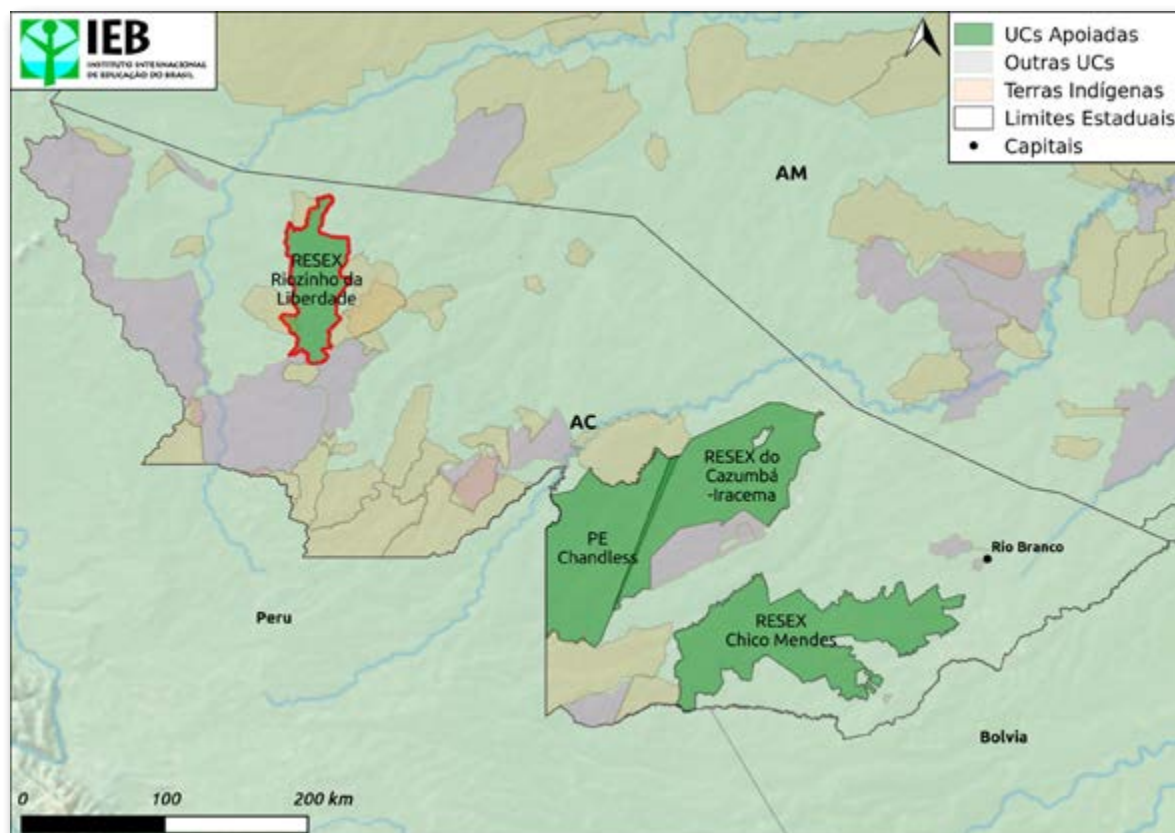 IEB
INSTITUTO INTERNACIONAL
DE EDUCAÇÃO DO BRASIL
UCs Apoiadas
Outras UCs
Terras Indígenas
Limites Estaduais
Capitais
AM
RESEX
Riozinho da
Liberdade
AC
RESEX do
Cazumbá
-Iracema
PE
Chandless
Rio Branco
Peru
RESEX
Chico Mendes
Bolvia
0
100
200 km